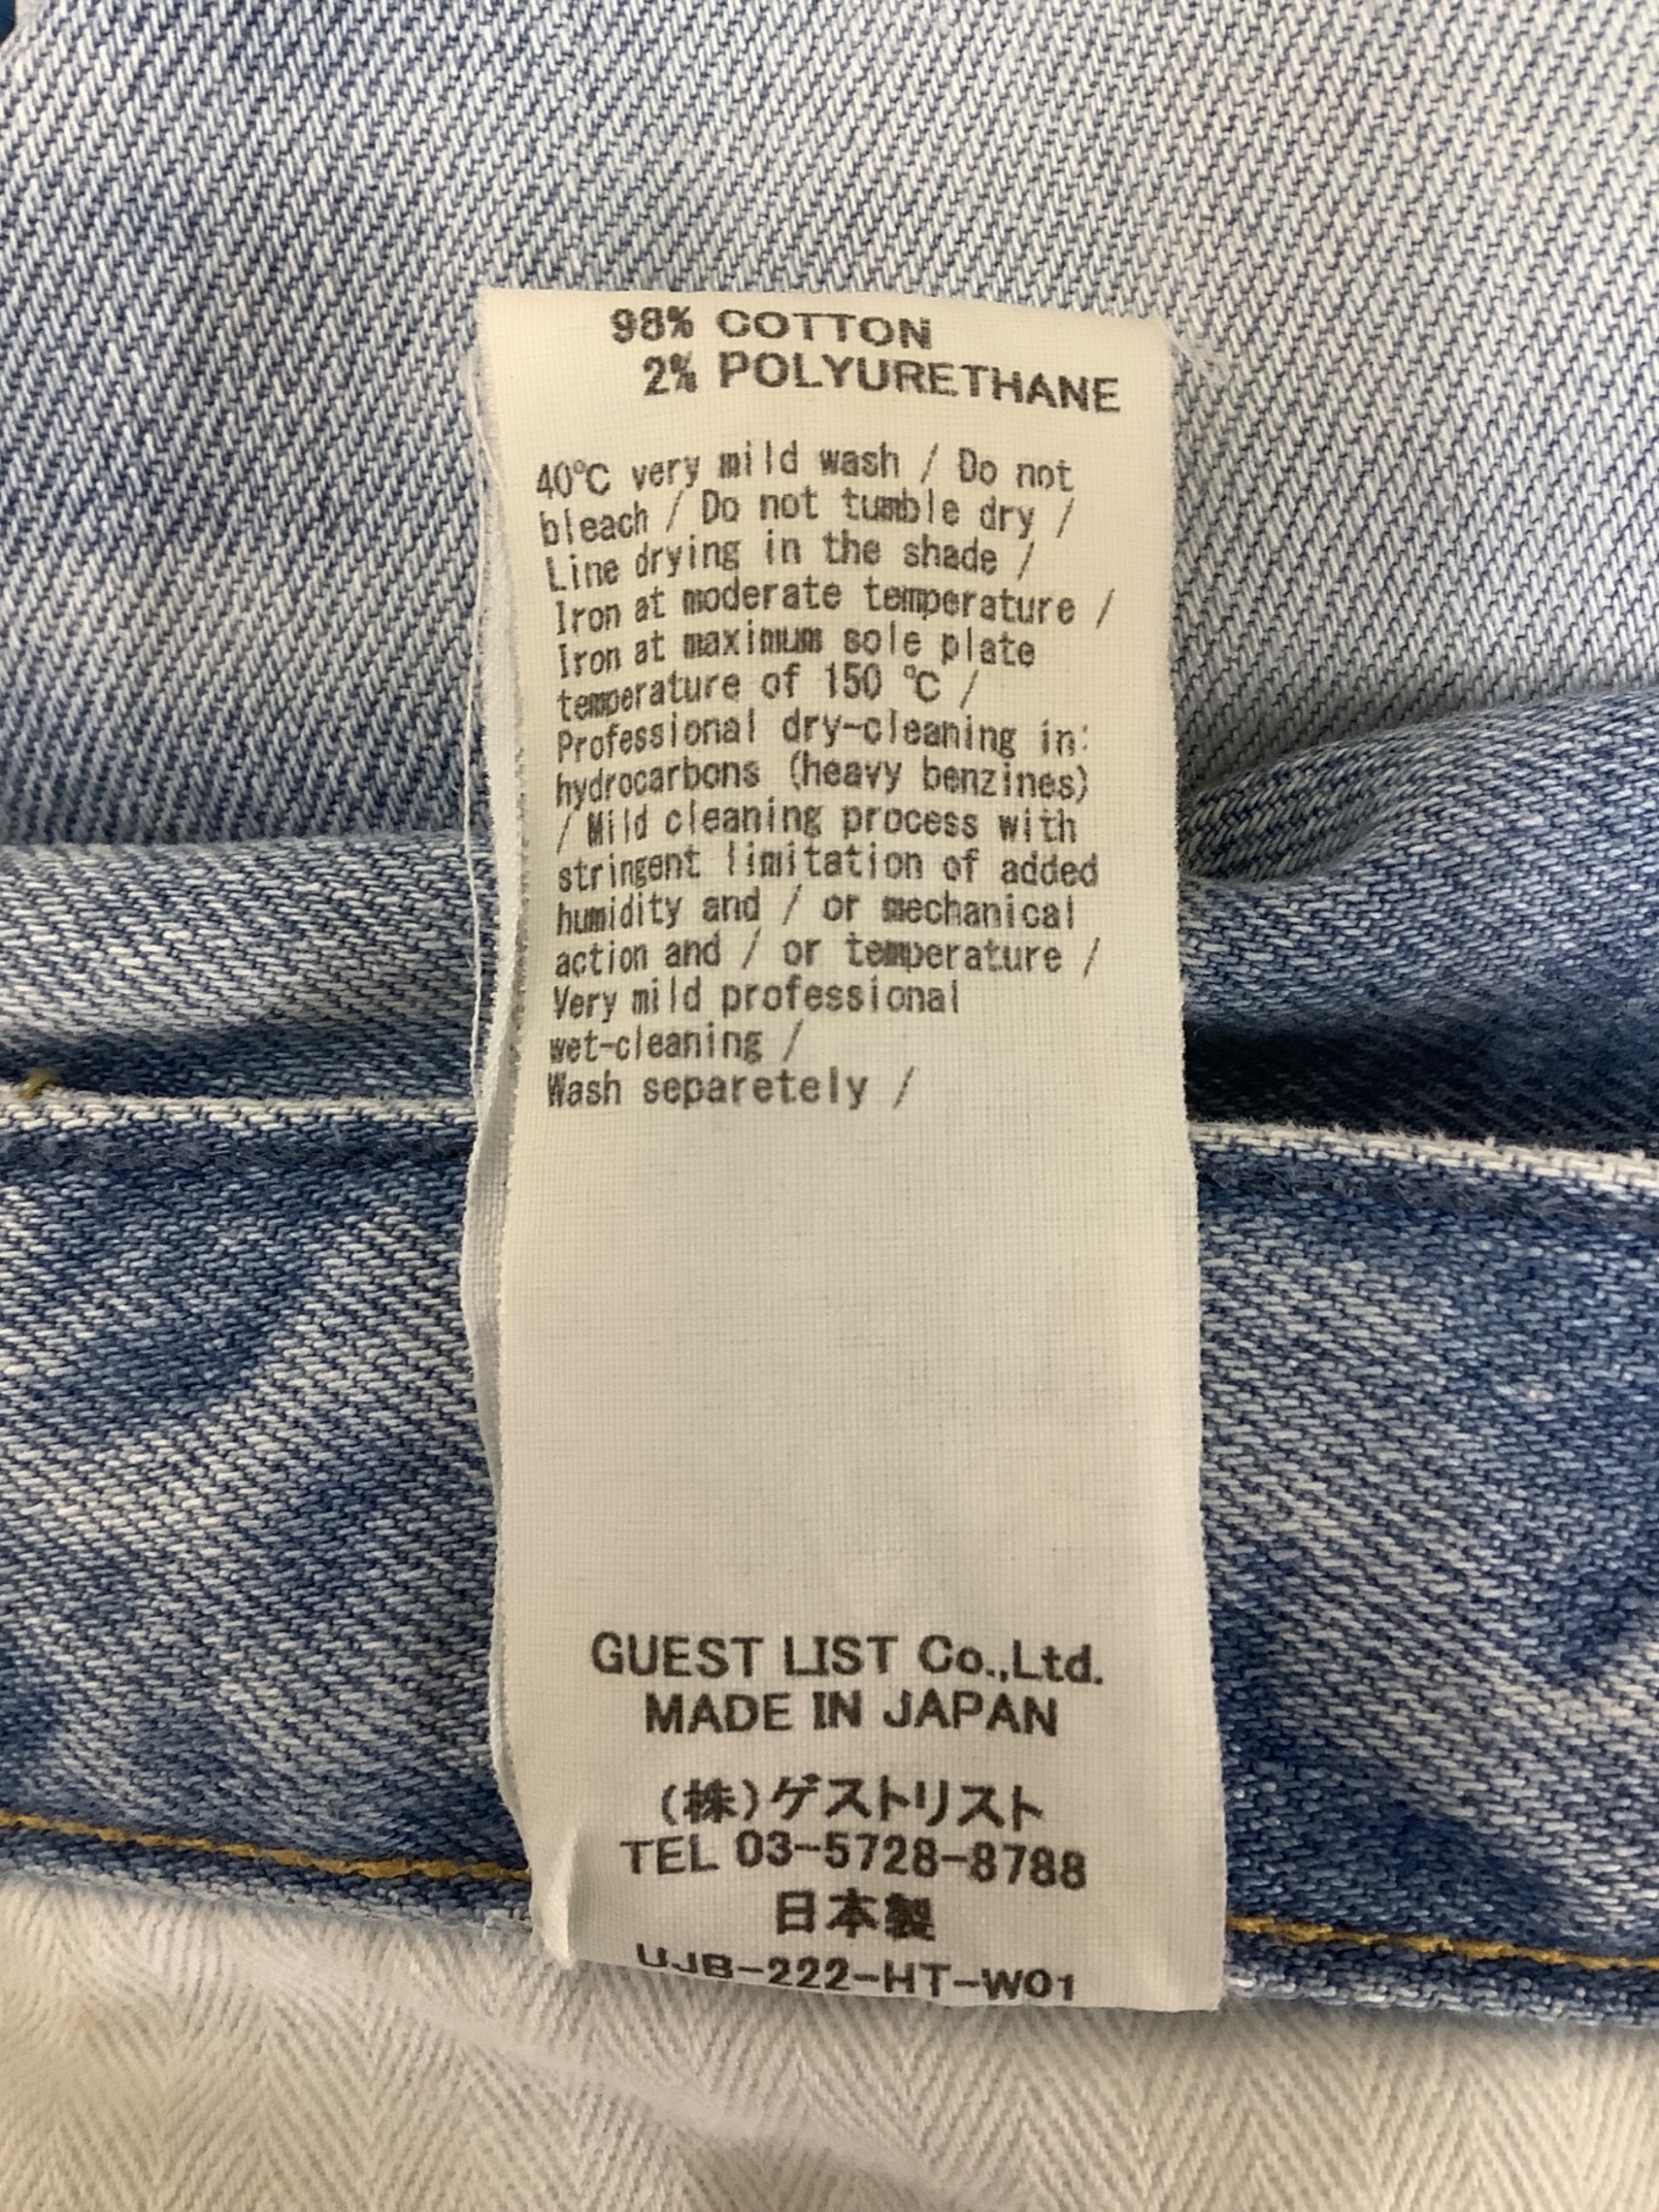 98% COTTON
2% POLYURETHANE
40℃ very mild wash / Do not
bleach / Do not tumble dry /
Line drying in the shade /
Iron at moderate temperature /
Iron at maximum sole plate
temperature of 150 ℃ /
Professional dry-cleaning in:
hydrocarbons (heavy benzines)
/ Mild cleaning process with
stringent limitation of added
humidity and / or mechanical
action and / or temperature /
Very mild professional
wet-cleaning /
Wash separetely /
GUEST LIST Co.,Ltd.
MADE IN JAPAN
(株)ゲストリスト
TEL 03-5728-8788
日本製
UJB-222-HT-W01